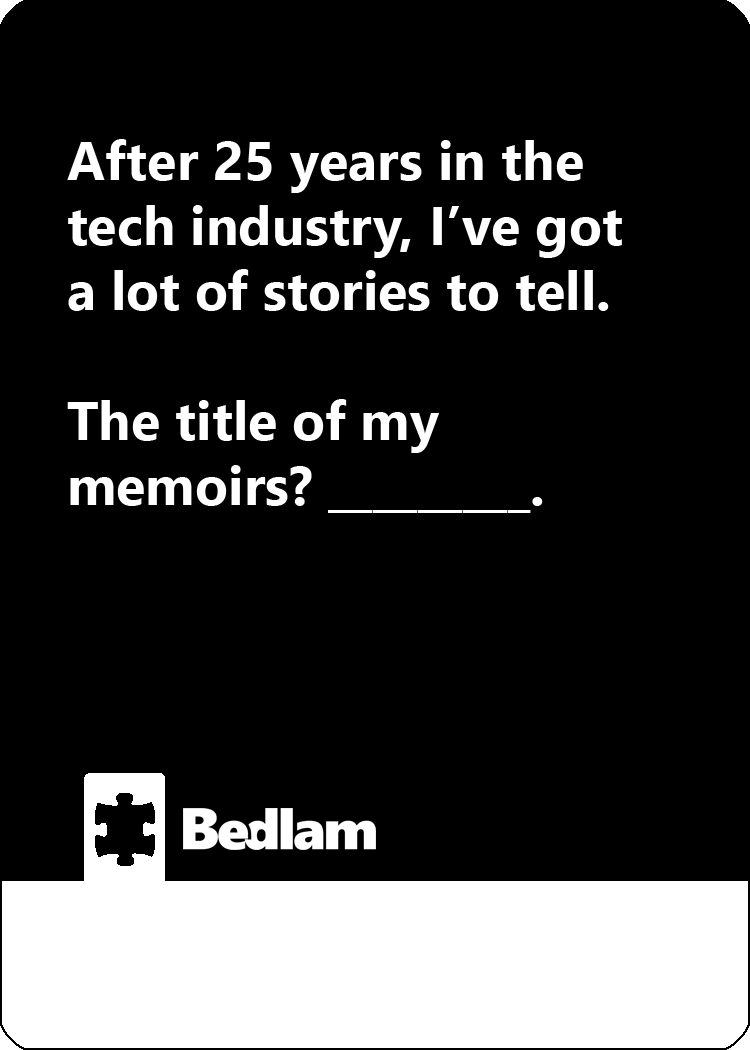 After 25 years in the
tech industry, I’ve got
a lot of stories to tell.
The title of my
memoirs? _________.
Bedlam